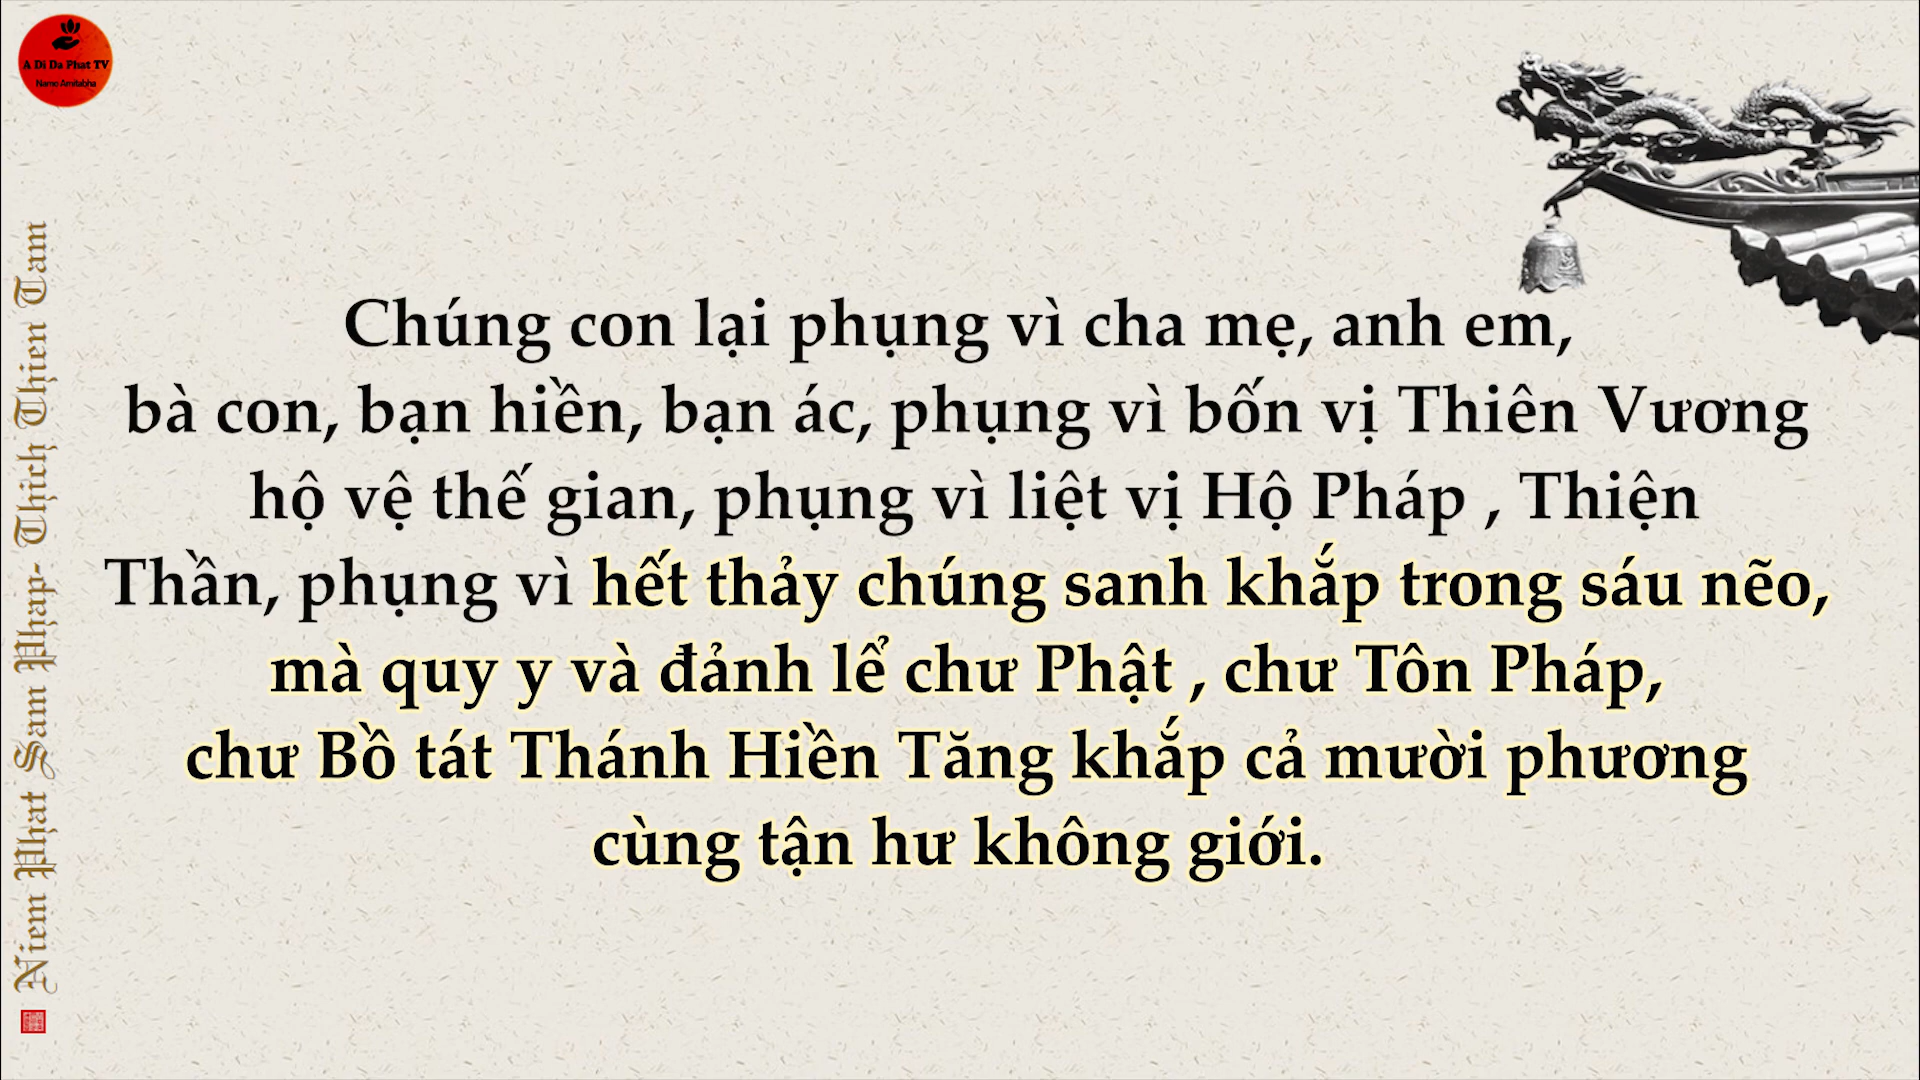 A Di Da Phat TV
Namo Amitabha
Niem Phat Sam Phap- Thich Thien Tam
Chúng con lại phụng vì cha mẹ, anh em,
bà con, bạn hiền, bạn ác, phụng vì bốn vị Thiên Vương
hộ vệ thế gian, phụng vì liệt vị Hộ Pháp , Thiện
Thần, phụng vì hết thảy chúng sanh khắp trong sáu nẽo,
mà quy y và đảnh lể chư Phật , chư Tôn Pháp,
chư Bồ tát Thánh Hiền Tăng khắp cả mười phương
cùng tận hư không giới.